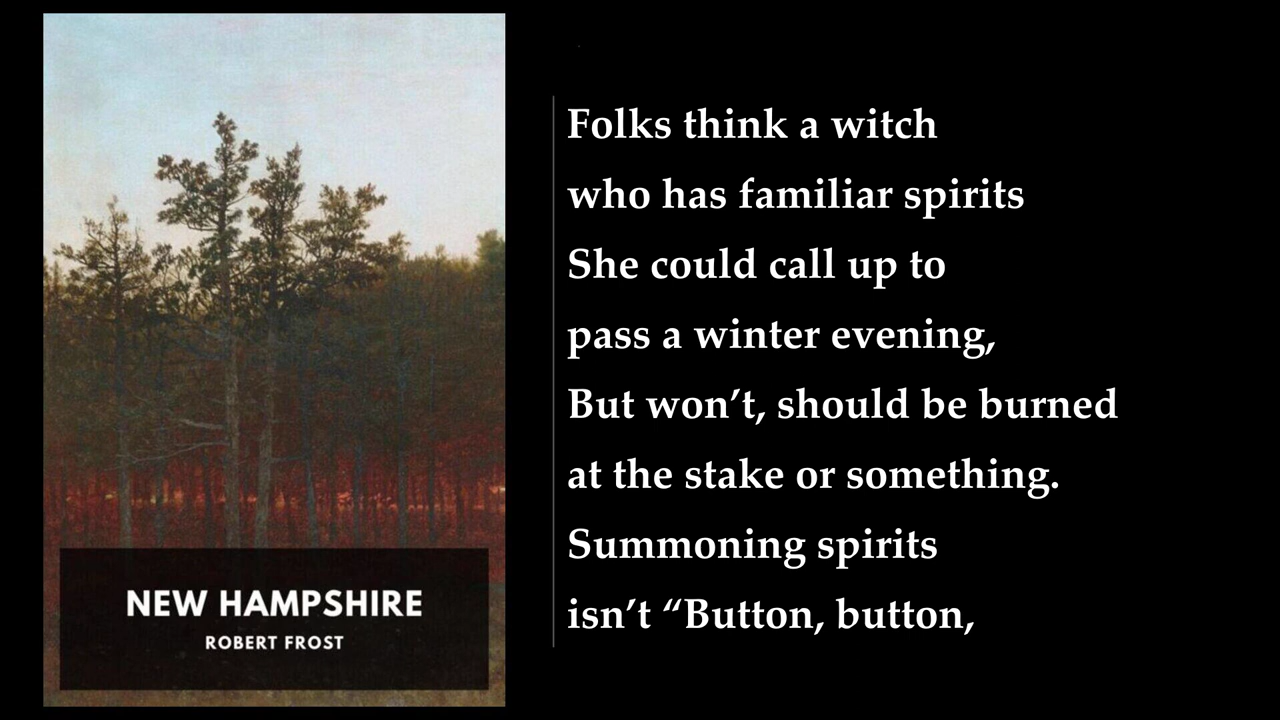 NEW HAMPSHIRE
ROBERT FROST
Folks think a witch
who has familiar spirits
She could call up to
pass a winter evening,
But won’t, should be burned
at the stake or something.
Summoning spirits
isn’t “Button, button,